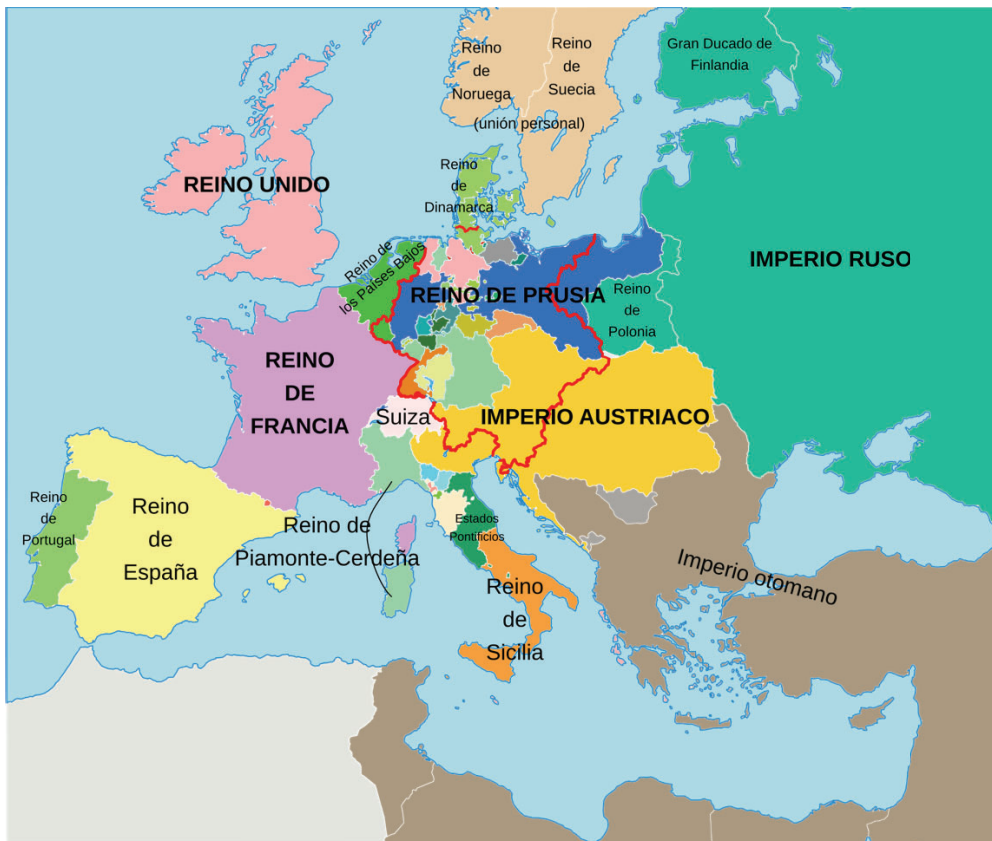 Reino
de
Noruega
Reino
de
Suecia
(unión personal)
Gran Ducado de
Finlandia
REINO UNIDO
Reino
de
Dinamarca
IMPERIO RUSO
Reino de
los Países Bajos
REINO DE PRUSIA
Reino
de
Polonia
REINO
DE
FRANCIA
Suiza
IMPERIO AUSTRIACO
Reino
de
Portugal
Reino
de
España
Reino de
Piamonte-Cerdeña
Estados
Pontificios
Reino
de
Sicilia
Imperio otomano